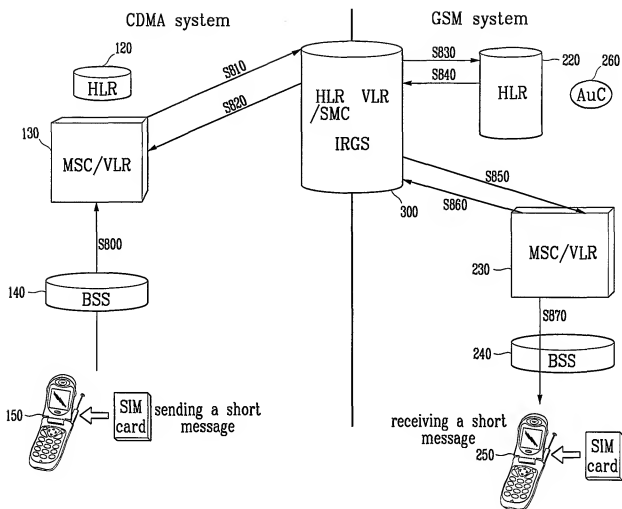 CDMA system
GSM system
120
HLR
S810
S820
130
MSC/VLR
S800
140
BSS
150
SIM
card
sending a short
message
HLR VLR
/SMC
IRGS
300
S830
S840
220
HLR
260
AuC
S850
S860
230
MSC/VLR
S870
240
BSS
receiving a short
message
250
SIM
card